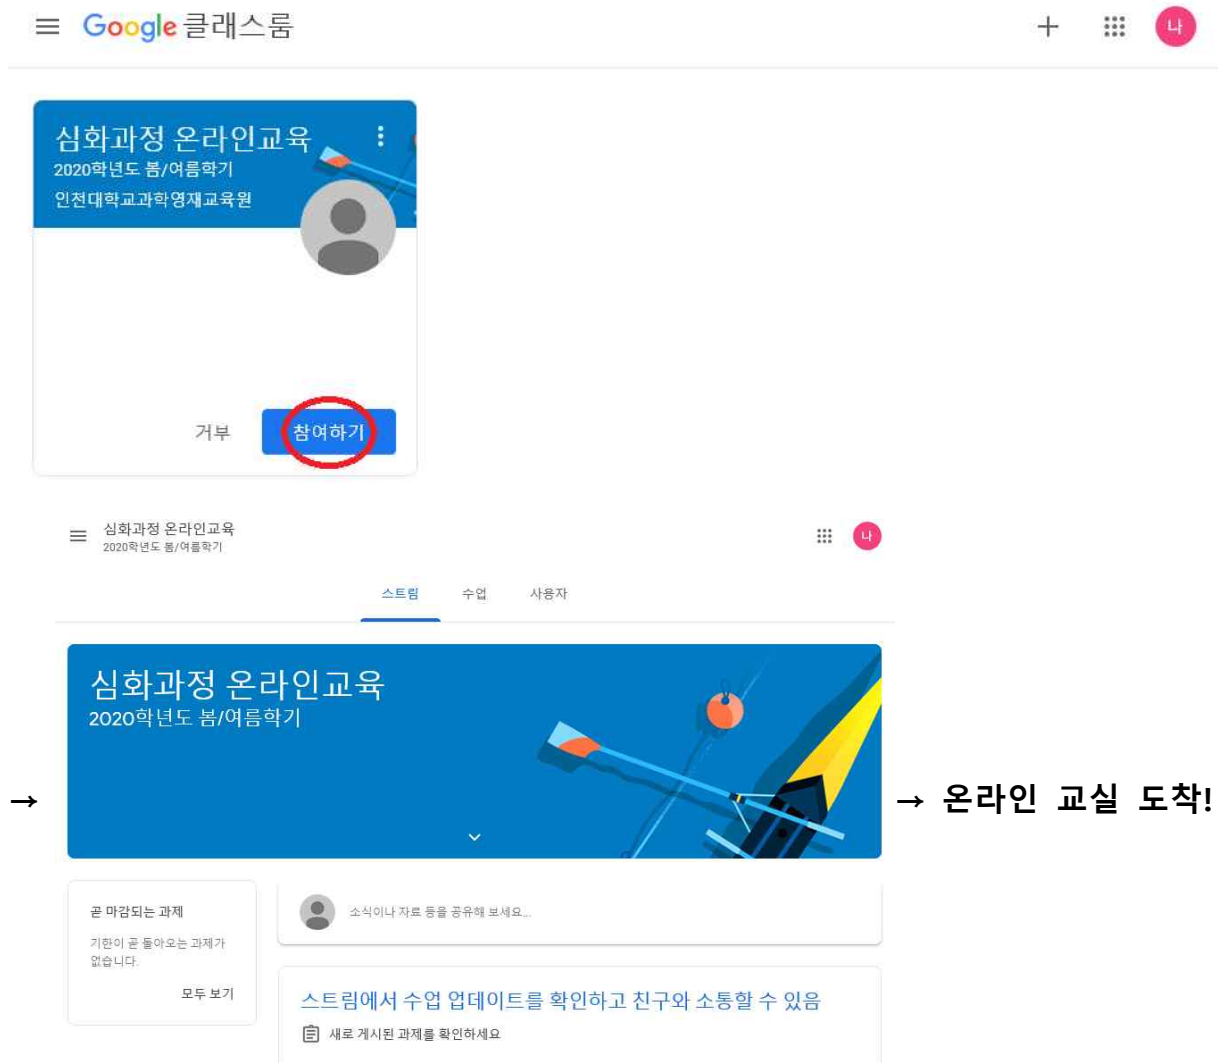 Google 클래스룸
나
심화과정 온라인교육
2020학년도 봄/여름학기
인천대학교과학영재교육원
거부
참여하기
심화과정 온라인교육
2020학년도 봄/여름학기
나
스트림 수업 사용자
심화과정 온라인교육
2020학년도 봄/여름학기
→
→ 온라인 교실 도착!
곧 마감되는 과제
기한이 곧 돌아오는 과제가
없습니다.
모두 보기
소식이나 자료 등을 공유해 보세요...
스트림에서 수업 업데이트를 확인하고 친구와 소통할 수 있음
새로 게시된 과제를 확인하세요